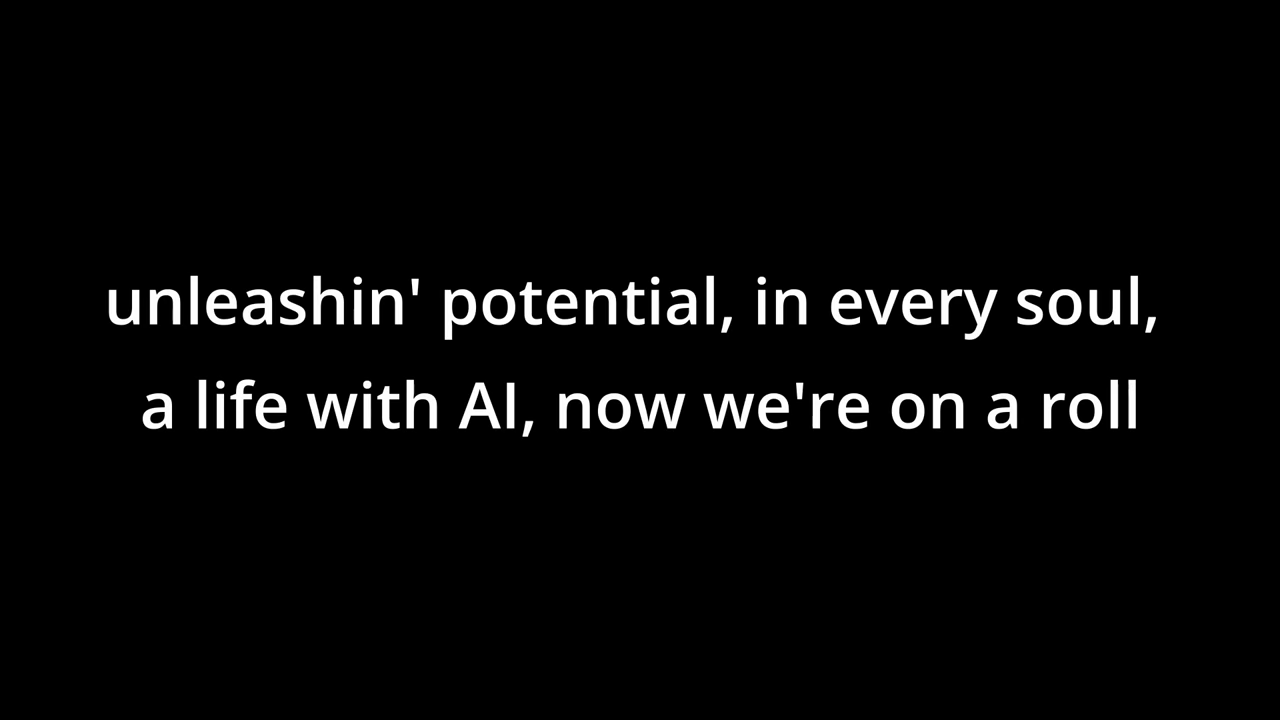 unleashin' potential, in every soul,
a life with AI, now we're on a roll